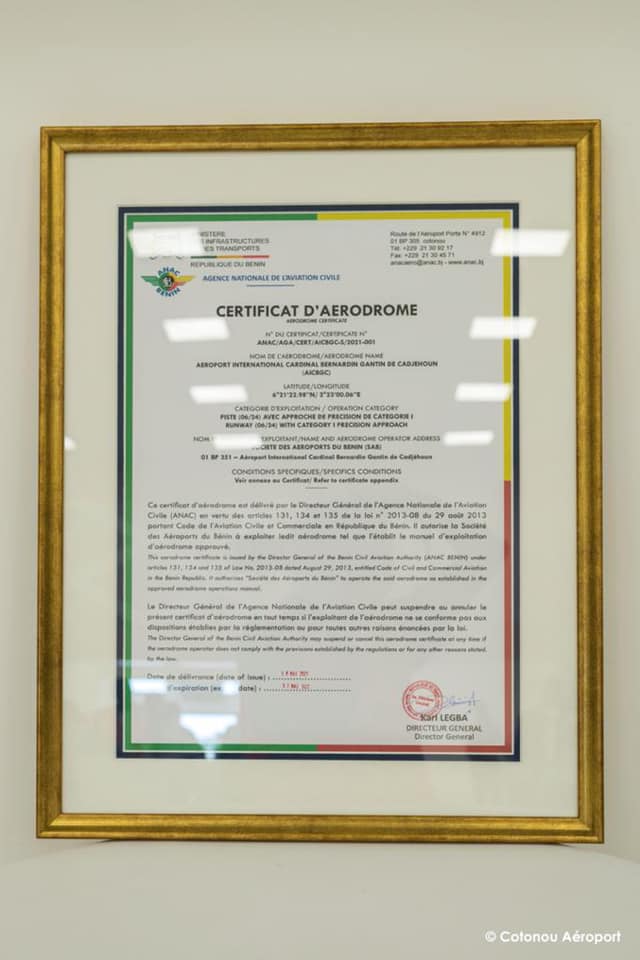 INISTERE
INFRASTRUCTURES
ES TRANSPORTS
REPUBLIQUE DU BENIN
ANAC
BENIN
AGENCE NATIONALE DE L'AVIATION CIVILE
Route de l'Aéroport Porte N° 4912
01 BP 305 cotonou
Tél: +229 21 30 92 17
Fax: +229 21 30 45 71
anacaero@anac.bj - www.anac.bj
CERTIFICAT D'AERODROME
AERODROME CERTIFICATE
N° DU CERTIFICAT/CERTIFICATE N°
ANAC/AGA/CERT/AICBGC-S/2021-001
NOM DE L'AERODROME/AERODROME NAME
AEROPORT INTERNATIONAL CARDINAL BERNARDIN GANTIN DE CADJEHOUN
(AICBGC)
LATITUDE/LONGITUDE
6°21'22.98"N/ 2°23'00.06"E
CATEGORIE D'EXPLOITATION / OPERATION CATEGORY
PISTE (06/24) AVEC APPROCHE DE PRECISION DE CATEGORIE I
RUNWAY (06/24) WITH CATEGORY I PRECISION APPROACH
NOM EXPLOITANT/NAME AND AERODROME OPERATOR ADDRESS
SOCIETE DES AEROPORTS DU BENIN (SAB)
01 BP 351 – Aéroport International Cardinal Bernardin Gantin de Cadjéhoun
CONDITIONS SPECIFIQUES/SPECIFICS CONDITIONS
Voir annexe au Certificat/ Refer to certificate appendix
Ce certificat d'aérodrome est délivré par le Directeur Général de l'Agence Nationale de l'Aviation
Civile (ANAC) en vertu des articles 131, 134 et 135 de la loi n° 2013-08 du 29 août 2013
portant Code de l'Aviation Civile et Commerciale en République du Bénin. Il autorise la Société
des Aéroports du Bénin à exploiter ledit aérodrome tel que l'établit le manuel d'exploitation
d'aérodrome approuvé.
This aerodrome certificate is issued by the Director General of the Benin Civil Aviation Authority (ANAC BENIN) under
articles 131, 134 and 135 of Law No. 2013-08 dated August 29, 2013, entitled Code of Civil and Commercial Aviation
in the Benin Republic. It authorizes "Société des Aéroports du Bénin" to operate the said aerodrome as established in the
approved aerodrome operations manual.
Le Directeur Général de l'Agence Nationale de l'Aviation Civile peut suspendre ou annuler le
présent certificat d'aérodrome en tout temps si l'exploitant de l'aérodrome ne se conforme pas aux
dispositions établies par la réglementation ou pour toutes autres raisons énoncées par la loi.
The Director General of the Benin Civil Aviation Authority may suspend or cancel this aerodrome certificate at any time if
the aerodrome operator does not comply with the provisions established by the regulations or for any other reasons stated
by the law.
Date de délivrance (date of issue) :
d'expiration date) :
Karl LEGBA
DIRECTEUR GENERAL
Director General
© Cotonou Aéroport